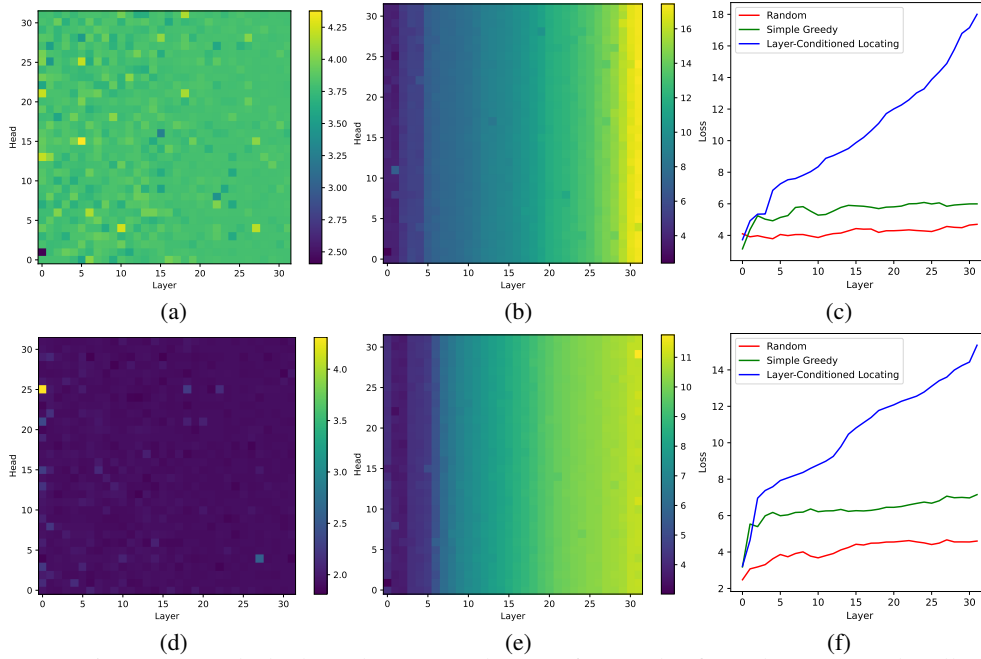 30
25
20
15
10
5
0
Head
0 5 10 15 20 25 30
Layer
4.25
4.00
3.75
3.50
3.25
3.00
2.75
2.50
(a)
30
25
20
15
10
5
0
Head
0 5 10 15 20 25 30
Layer
16
14
12
10
8
6
4
(b)
Random
Simple Greedy
Layer-Conditioned Locating
18
16
14
12
10
8
6
4
Loss
0 5 10 15 20 25 30
Layer
(c)
30
25
20
15
10
5
0
Head
0 5 10 15 20 25 30
Layer
4.0
3.5
3.0
2.5
2.0
(d)
30
25
20
15
10
5
0
Head
0 5 10 15 20 25 30
Layer
11
10
9
8
7
6
5
4
(e)
Random
Simple Greedy
Layer-Conditioned Locating
14
12
10
8
6
4
2
Loss
0 5 10 15 20 25 30
Layer
(f)